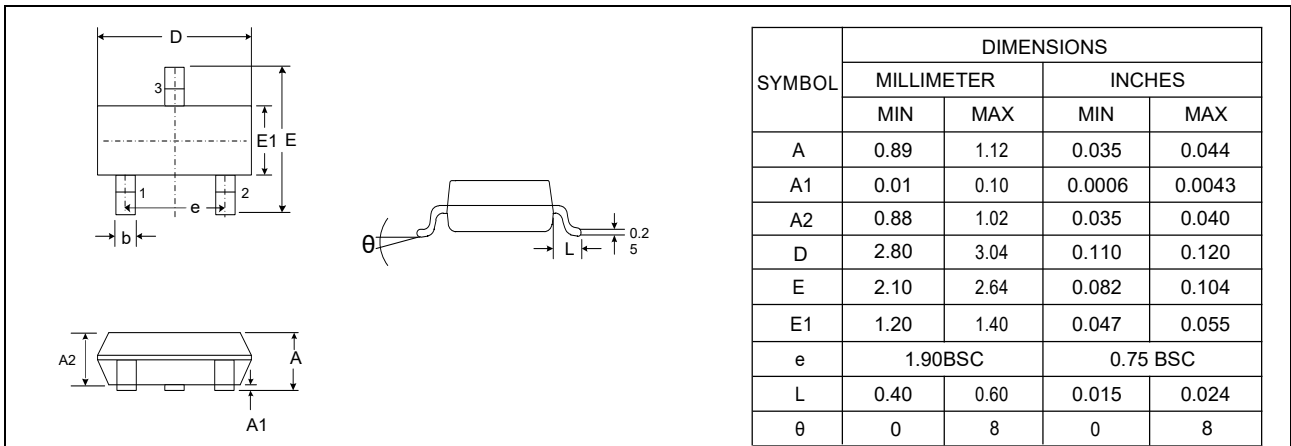 D
3
E1 E
1 2
e
b
θ
L
0.2
5
A2
A
A1
DIMENSIONS
SYMBOL MILLIMETER INCHES
MIN MAX MIN MAX
A 0.89 1.12 0.035 0.044
A1 0.01 0.10 0.0006 0.0043
A2 0.88 1.02 0.035 0.040
D 2.80 3.04 0.110 0.120
E 2.10 2.64 0.082 0.104
E1 1.20 1.40 0.047 0.055
e 1.90BSC 0.75 BSC
L 0.40 0.60 0.015 0.024
θ 0 8 0 8